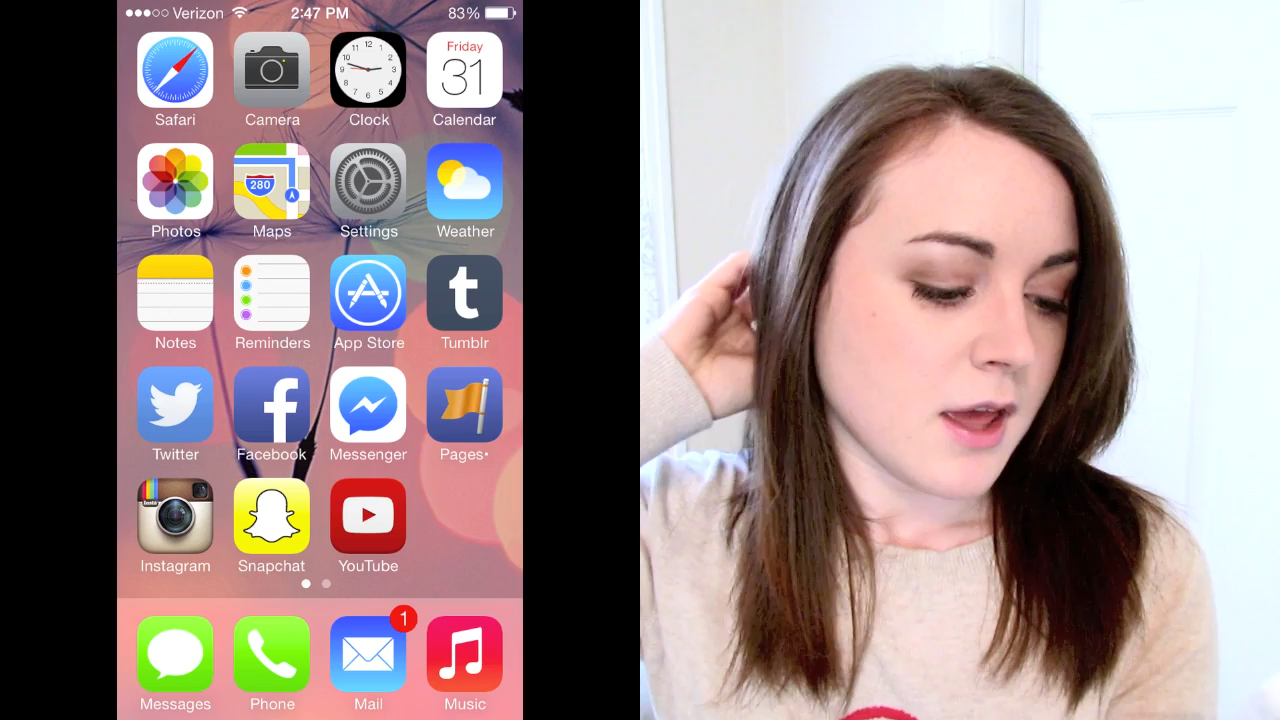 Verizon 2:47 PM 83%
Friday
31
Safari Camera Clock Calendar
280
Photos Maps Settings Weather
Notes Reminders App Store Tumblr
Twitter Facebook Messenger Pages
Insta
Instagram Snapchat YouTube
1
Messages Phone Mail Music